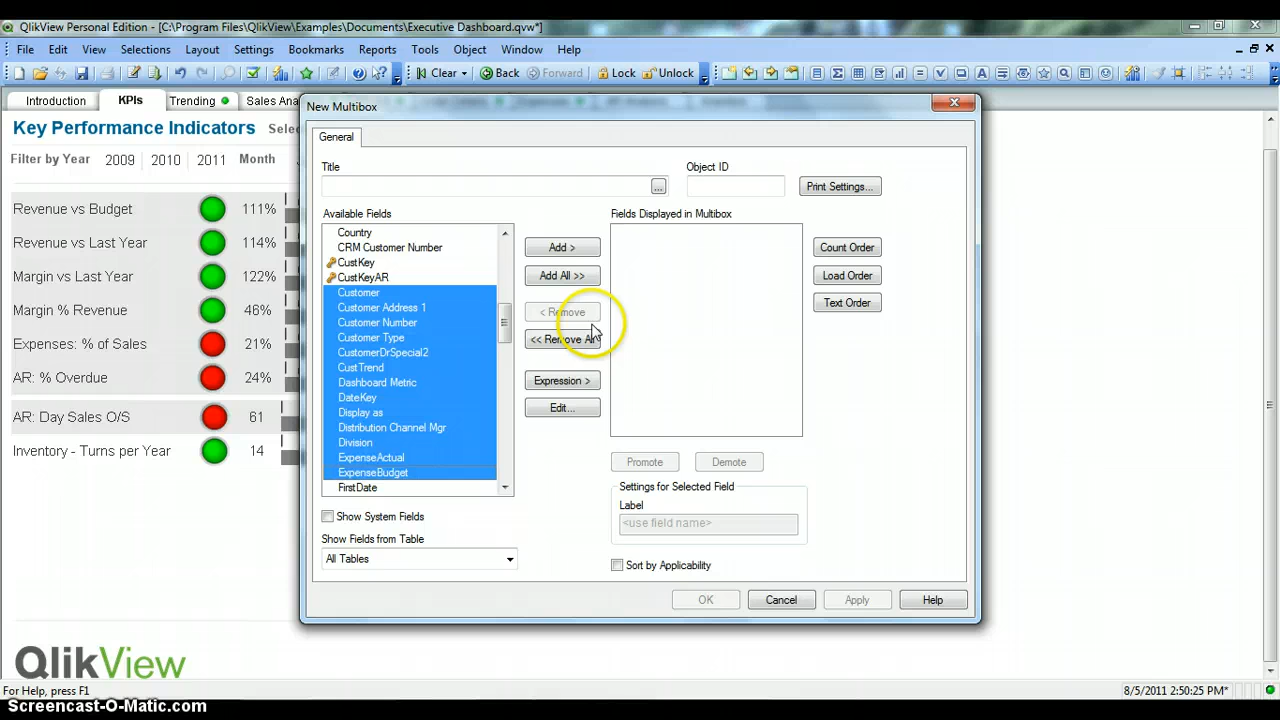 QlikView Personal Edition - [C:\Program Files\QlikView\Examples\Documents\Executive Dashboard.qvw*]
File Edit View Selections Layout Settings Bookmarks Reports Tools Object Window Help
Clear Back Forward Lock Unlock
Introduction KPIs Trending Sales Ana
Key Performance Indicators Selec
Filter by Year 2009 2010 2011 Month
Revenue vs Budget 111%
Revenue vs Last Year 114%
Margin vs Last Year 122%
Margin % Revenue 46%
Expenses: % of Sales 21%
AR: % Overdue 24%
AR: Day Sales O/S 61
Inventory - Turns per Year 14
New Multibox
General
Title
Object ID
...
Print Settings...
Available Fields
Country
CRM Customer Number
CustKey
CustKeyAR
Customer
Customer Address 1
Customer Number
Customer Type
CustomerDrSpecial2
CustTrend
Dashboard Metric
DateKey
Display as
Distribution Channel Mgr
Division
ExpenseActual
ExpenseBudget
FirstDate
Show System Fields
Show Fields from Table
All Tables
Add >
Add All >>
< Remove
<< Remove All
Expression >
Edit...
Fields Displayed in Multibox
Count Order
Load Order
Text Order
Promote Demote
Settings for Selected Field
Label
<use field name>
Sort by Applicability
OK Cancel Apply Help
QlikView
For Help, press F1
8/5/2011 2:50:25 PM*
Screencast-O-Matic.com